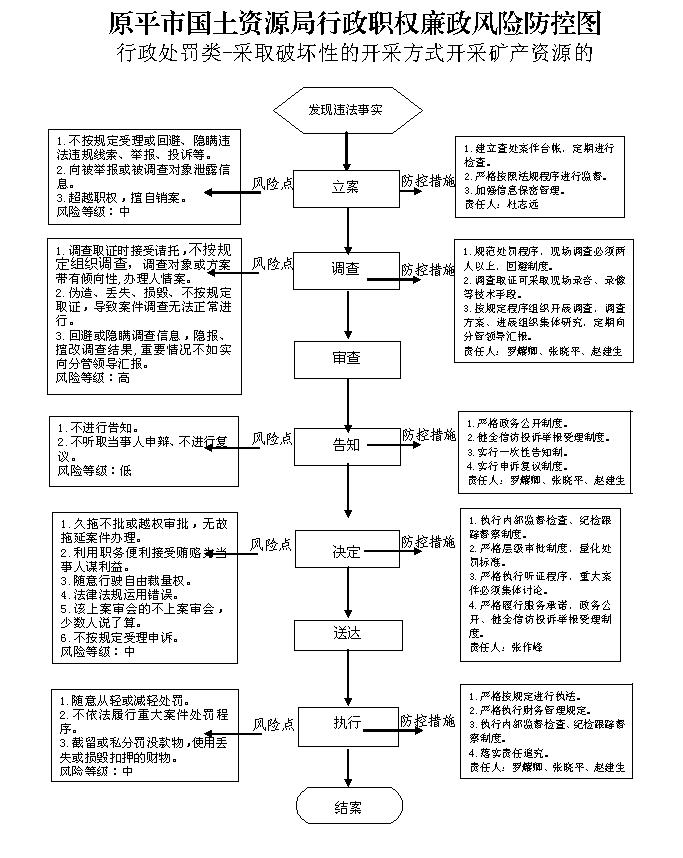 原平市国土资源局行政职权廉政风险防控图
行政处罚类-采取破坏性的开采方式开采矿产资源的
发现违法事实
1.不按规定受理或回避、隐瞒违
法违规线索、举报、投诉等。
2.向被举报或被调查对象泄露信
息。
3.超越职权，擅自销案。
风险等级：中
风险点
立案
防控措施
1.建立查处案件台帐，定期进行
检查。
2.严格按照法规程序进行监督。
3.加强信息保密管理。
责任人：杜志远
1.调查取证时接受请托，不按规
定组织调查，调查对象或方案
带有倾向性,办理人情案。
2.伪造、丢失、损毁、不按规定
取证，导致案件调查无法正常进
行。
3.回避或隐瞒调查信息，隐报、
擅改调查结果,重要情况不如实
向分管领导汇报。
风险等级：高
风险点
调查
防控措施
1.规范处罚程序，现场调查必须两
人以上，回避制度。
2.调查取证可采取现场录音、录像
等技术手段。
3.按规定程序组织开展调查，调查
方案、进展组织集体研究，定期向
分管领导汇报。
责任人：罗耀卿、张晓平、赵建生
审查
1.不进行告知。
2.不听取当事人申辩、不进行复
议。
风险等级：低
风险点
告知
防控措施
1.严格政务公开制度。
2.健全信访投诉举报受理制度。
3.实行一次性告知制。
4.实行申诉复议制度。
责任人：罗耀卿、张晓平、赵建生
1.久拖不批或越权审批，无故
拖延案件办理。
2.利用职务便利接受贿赂为当
事人谋利益。
3.随意行驶自由裁量权。
4.法律法规运用错误。
5.该上案审会的不上案审会，
少数人说了算。
6.不按规定受理申诉。
风险等级：中
风险点
决定
防控措施
1.执行内部监督检查、纪检跟
踪督察制度。
2.严格层级审批制度，量化处
罚标准。
3.严格执行听证程序，重大案
件必须集体讨论。
4.严格履行服务承诺，政务公
开、健全信访投诉举报受理制
度。
责任人：张作峰
送达
1.随意从轻或减轻处罚。
2.不依法履行重大案件处罚程
序。
3.截留或私分罚没款物,使用丢
失或损毁扣押的财物。
风险等级：中
风险点
执行
防控措施
1.严格按规定进行执法。
2.严格执行财务管理规定。
3.执行内部监督检查、纪检跟踪督
察制度。
4.落实责任追究。
责任人：罗耀卿、张晓平、赵建生
结案